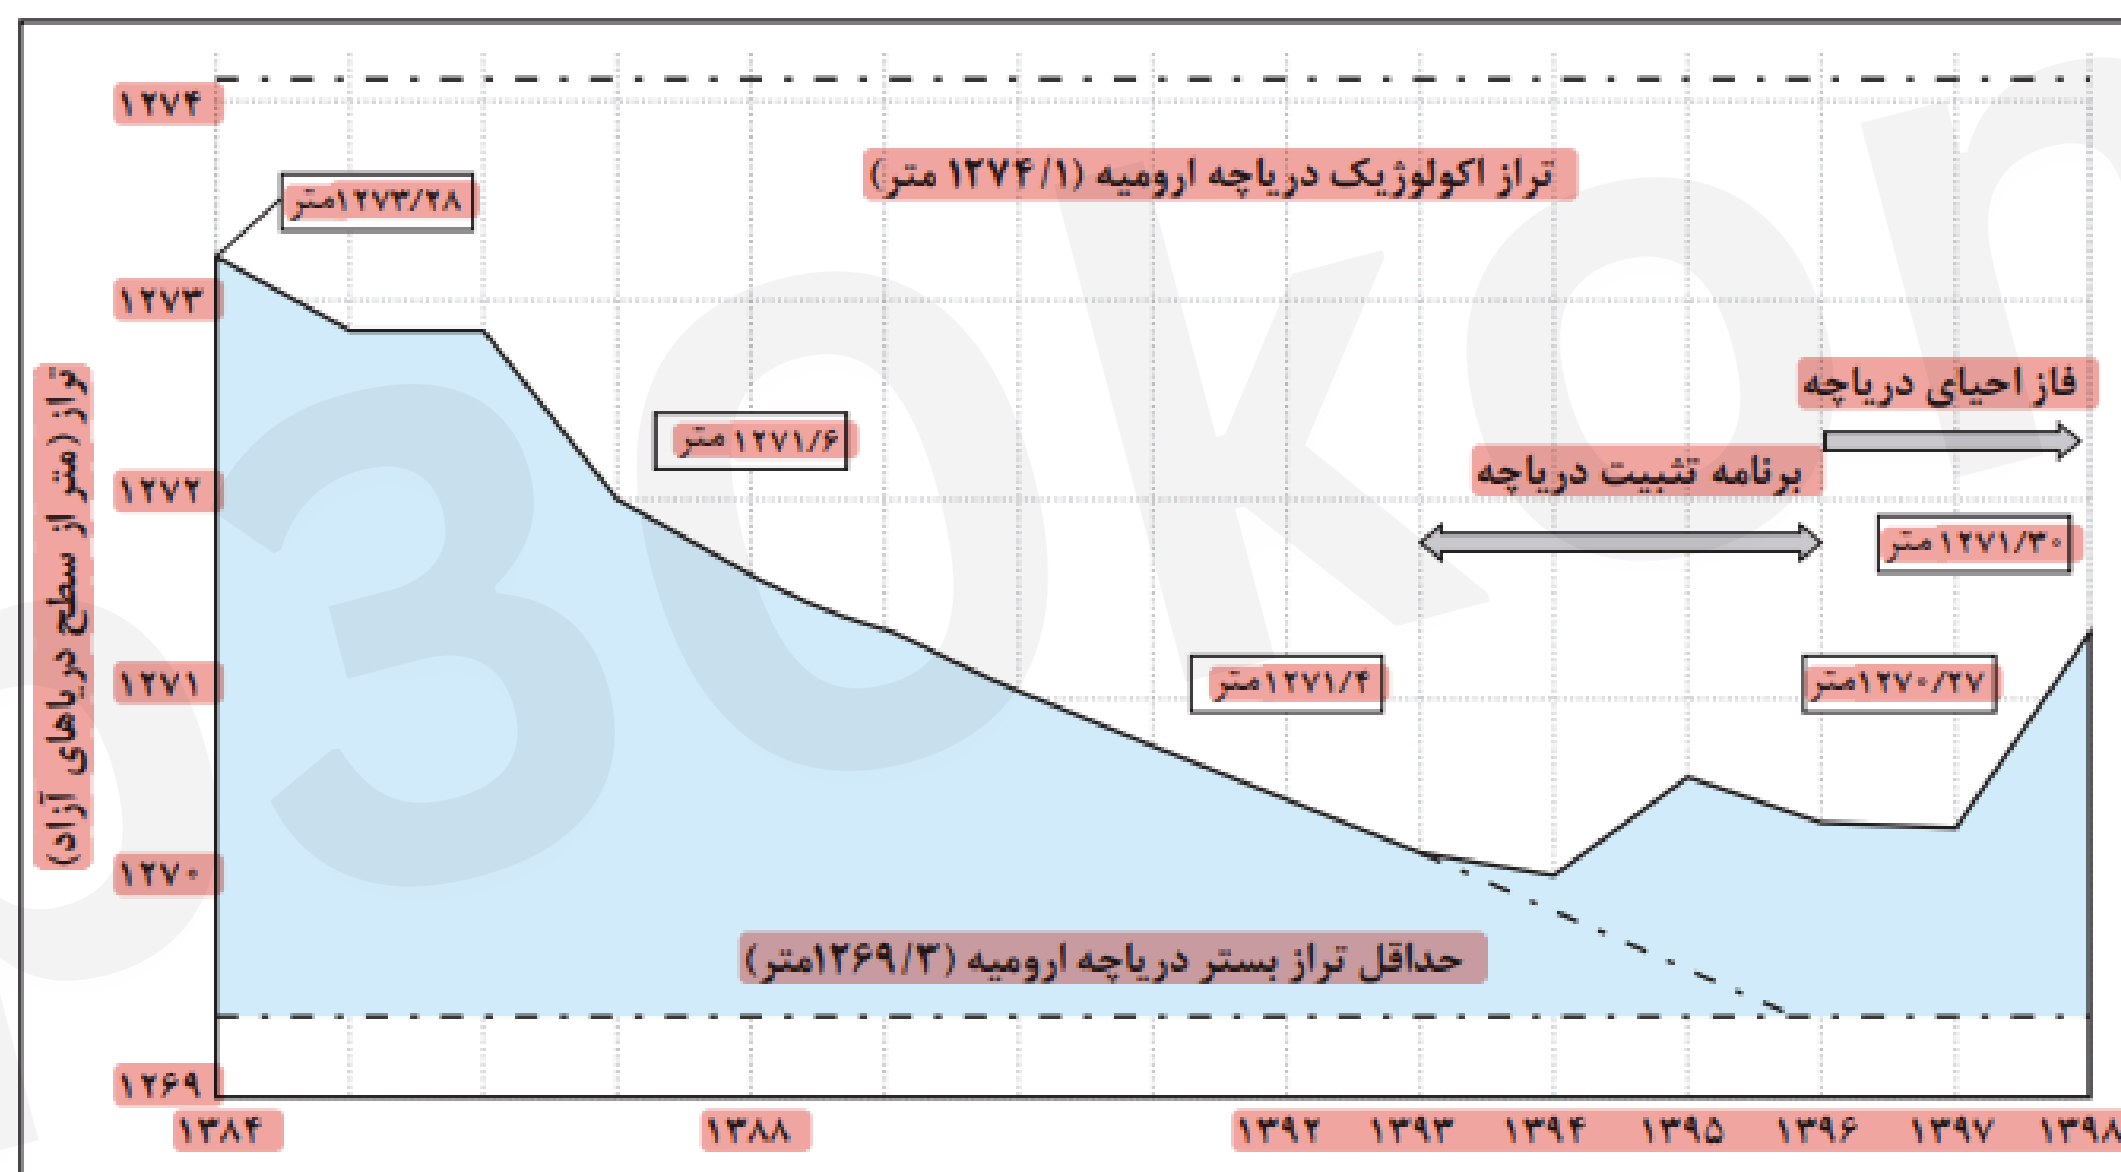 ۱۲۷۴
تراز اکولوژیک دریاچه ارومیه (۱۲۷۴/۱ متر)
۱۲۷۳/۲۸متر
۱۲۷۳
فاز احیای دریاچه
۱۲۷۱/۶ متر
برنامه تثبیت دریاچه
۱۲۷۲
۱۲۷۱/۳۰ متر
تراز (متر از سطح دریاهای آزاد)
۱۲۷۱
۱۲۷۱/۴متر
۱۲۷۰/۲۷متر
۱۲۷۰
حداقل تراز بستر دریاچه ارومیه (۱۲۶۹/۳متر)
۱۲۶۹
۱۳۸۴ ۱۳۸۸ ۱۳۹۲ ۱۳۹۳ ۱۳۹۴ ۱۳۹۵ ۱۳۹۶ ۱۳۹۷ ۱۳۹۸